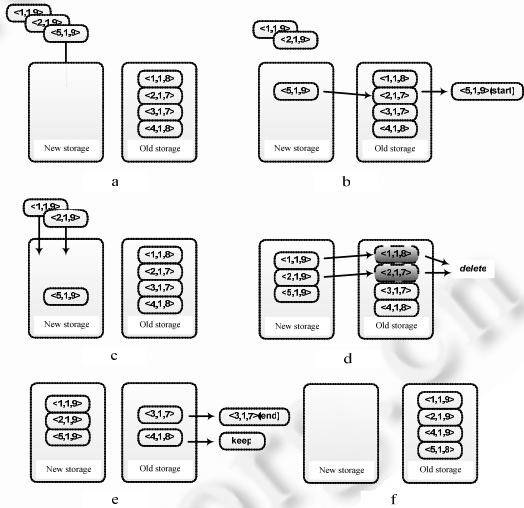 <1,1,9>
<2,1,9>
<5,1,9>
<1,1,8>
<2,1,7>
<3,1,7>
<4,1,8>
New storage
Old storage
a
<1,1,9>
<2,1,9>
<5,1,9>
<1,1,8>
<2,1,7>
<3,1,7>
<4,1,8>
<5,1,9>[start]
New storage
Old storage
b
<1,1,9>
<2,1,9>
<5,1,9>
<1,1,8>
<2,1,7>
<3,1,7>
<4,1,8>
New storage
Old storage
c
<1,1,9>
<2,1,9>
<5,1,9>
<1,1,8>
<2,1,7>
<3,1,7>
<4,1,8>
delete
New storage
Old storage
d
<1,1,9>
<2,1,9>
<5,1,9>
<3,1,7>
<4,1,8>
<3,1,7>[end]
keep
New storage
Old storage
e
<1,1,9>
<2,1,9>
<4,1,9>
<5,1,8>
New storage
Old storage
f